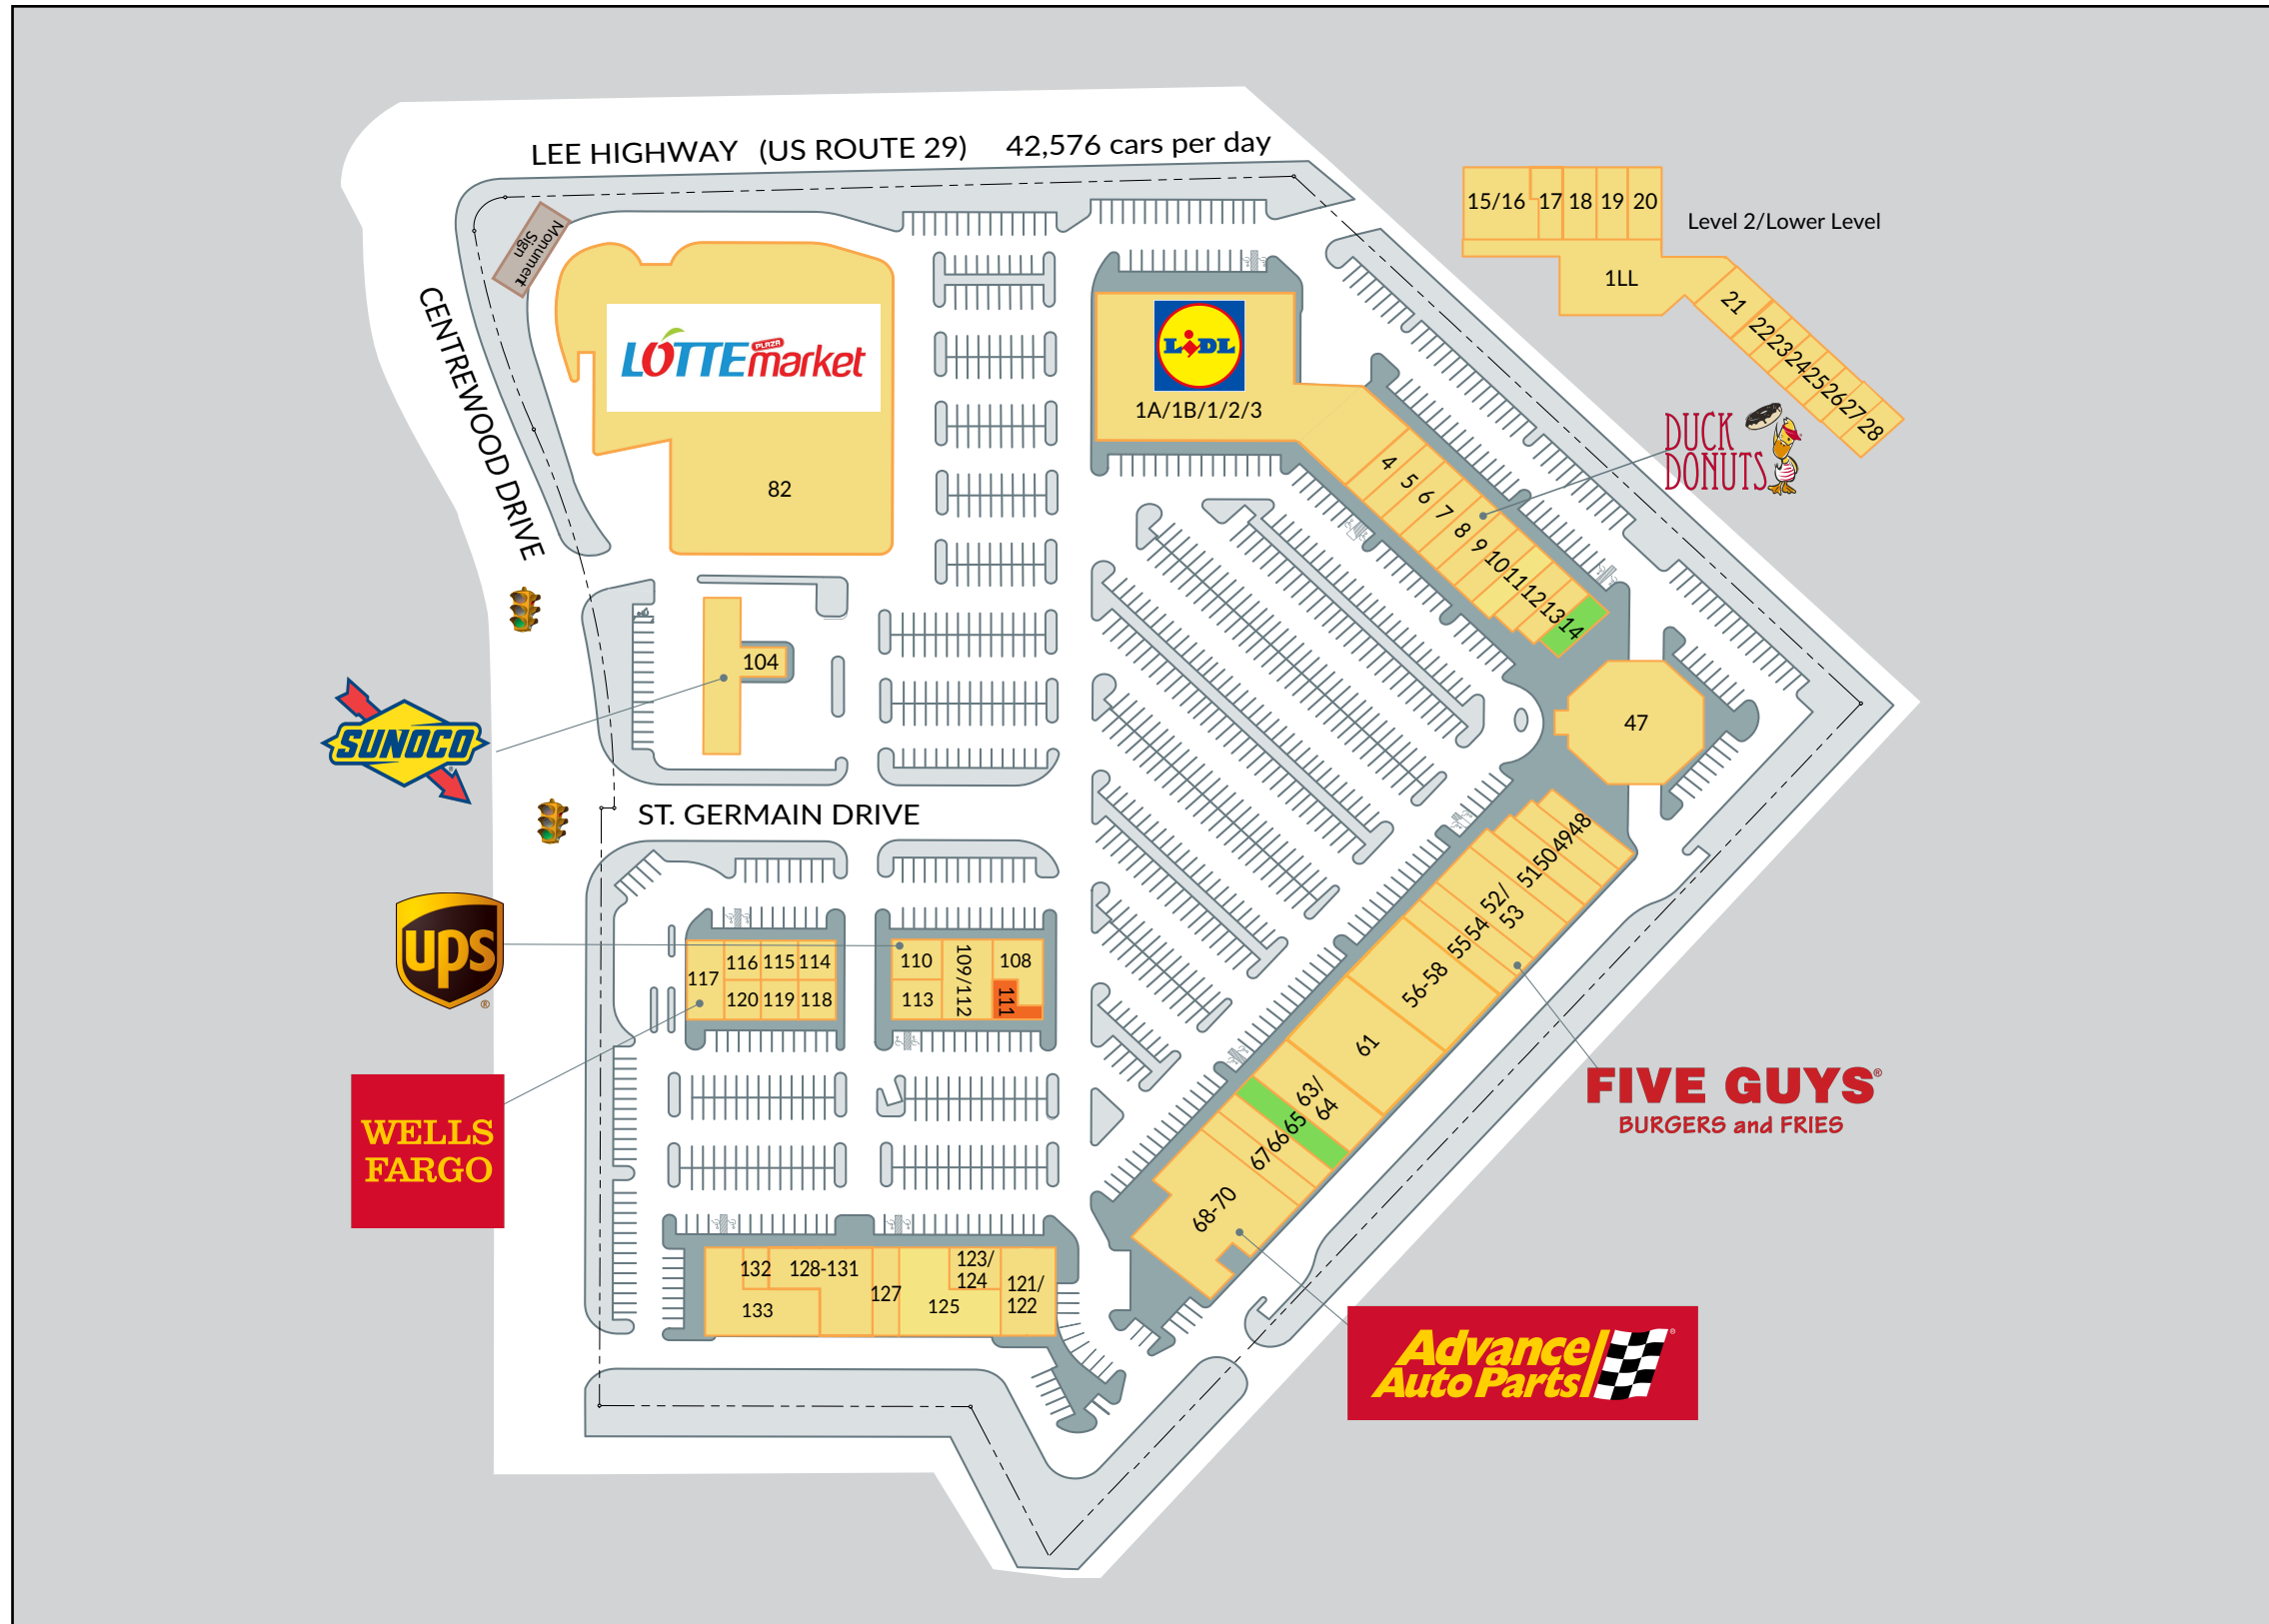 LEE HIGHWAY (US ROUTE 29) 42,576 cars per day
Monument
Sign
CENTREWOOD DRIVE
LOTTE PLAZA market
82
LIDL
1A/1B/1/2/3
15/16 17 18 19 20
Level 2/Lower Level
1LL
21
22 23 24 25 26 27 28
DUCK
DONUTS
4 5 6 7 8 9 10 11 12 13 14
104
SUNOCO
47
ST. GERMAIN DRIVE
48
49
50
51
52/
53
54
55
56-58
61
63/
64
65
66
67
68-70
ups
®
116 115 114
117
120 119 118
110
109/112
108
113
111
WELLS
FARGO
FIVE GUYS®
BURGERS and FRIES
132 128-131
133
127
123/
124
125
121/
122
Advance
Auto Parts
®